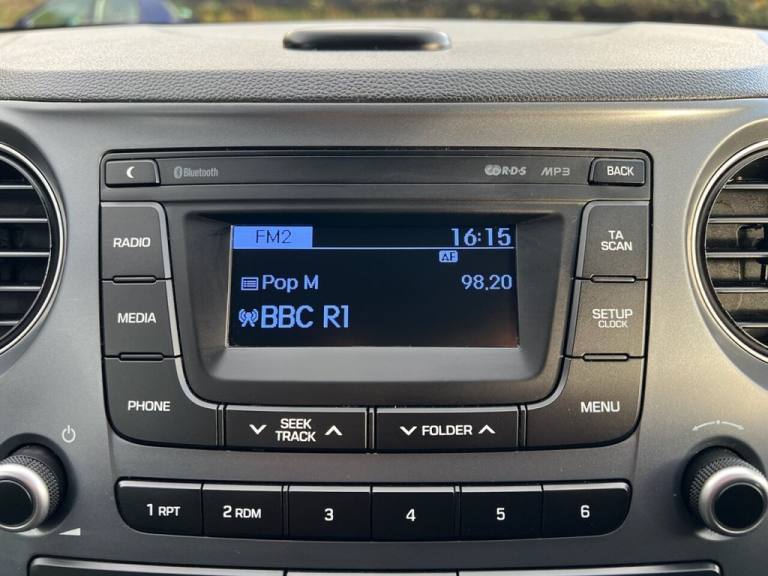 Bluetooth R·D·S MP3 BACK
RADIO
MEDIA
PHONE
FM2 16:15
AF
Pop M 98.20
BBC R1
TA
SCAN
SETUP
CLOCK
MENU
SEEK
TRACK
FOLDER
1 RPT 2 RDM 3 4 5 6